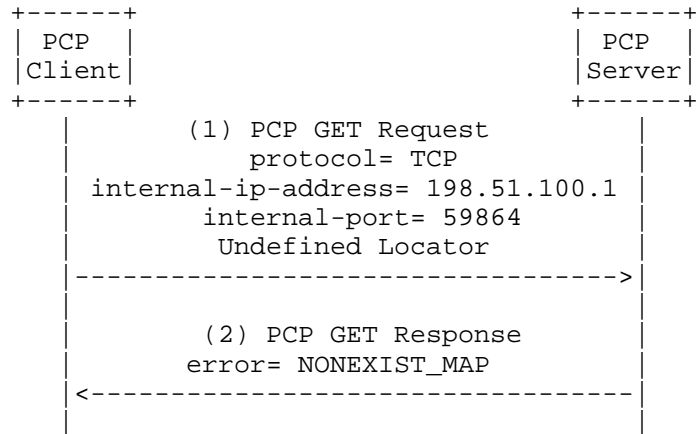 PCP PCP
Client Server
(1) PCP GET Request
protocol= TCP
internal-ip-address= 198.51.100.1
internal-port= 59864
Undefined Locator
(2) PCP GET Response
error= NONEXIST_MAP